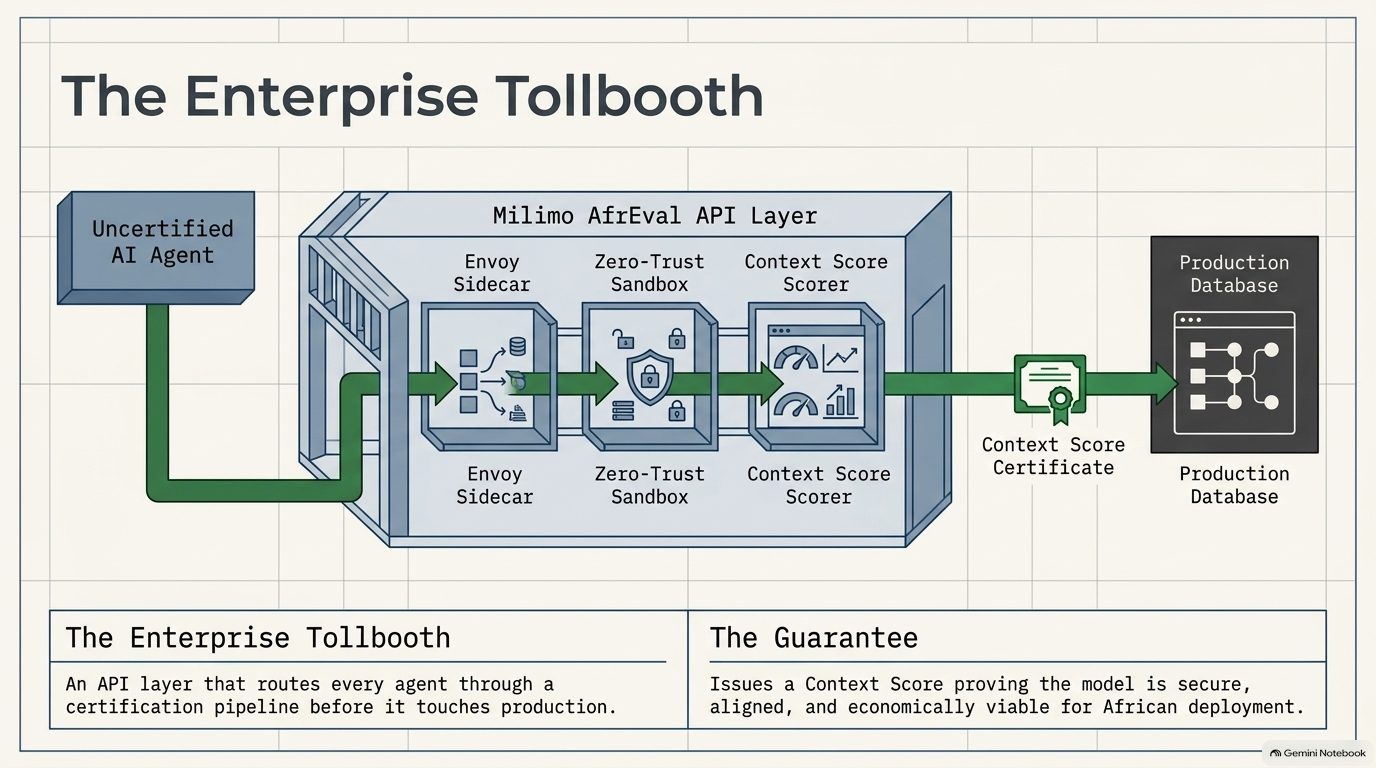 The Enterprise Tollbooth
Uncertified
AI Agent
Milimo AfrEval API Layer
Envoy
Sidecar
Zero-Trust
Sandbox
Context Score
Scorer
Envoy
Sidecar
Zero-Trust
Sandbox
Context Score
Scorer
Context Score
Certificate
Production
Database
Production
Database
The Enterprise Tollbooth
An API layer that routes every agent through a
certification pipeline before it touches production.
The Guarantee
Issues a Context Score proving the model is secure,
aligned, and economically viable for African deployment.
Gemini Notebook